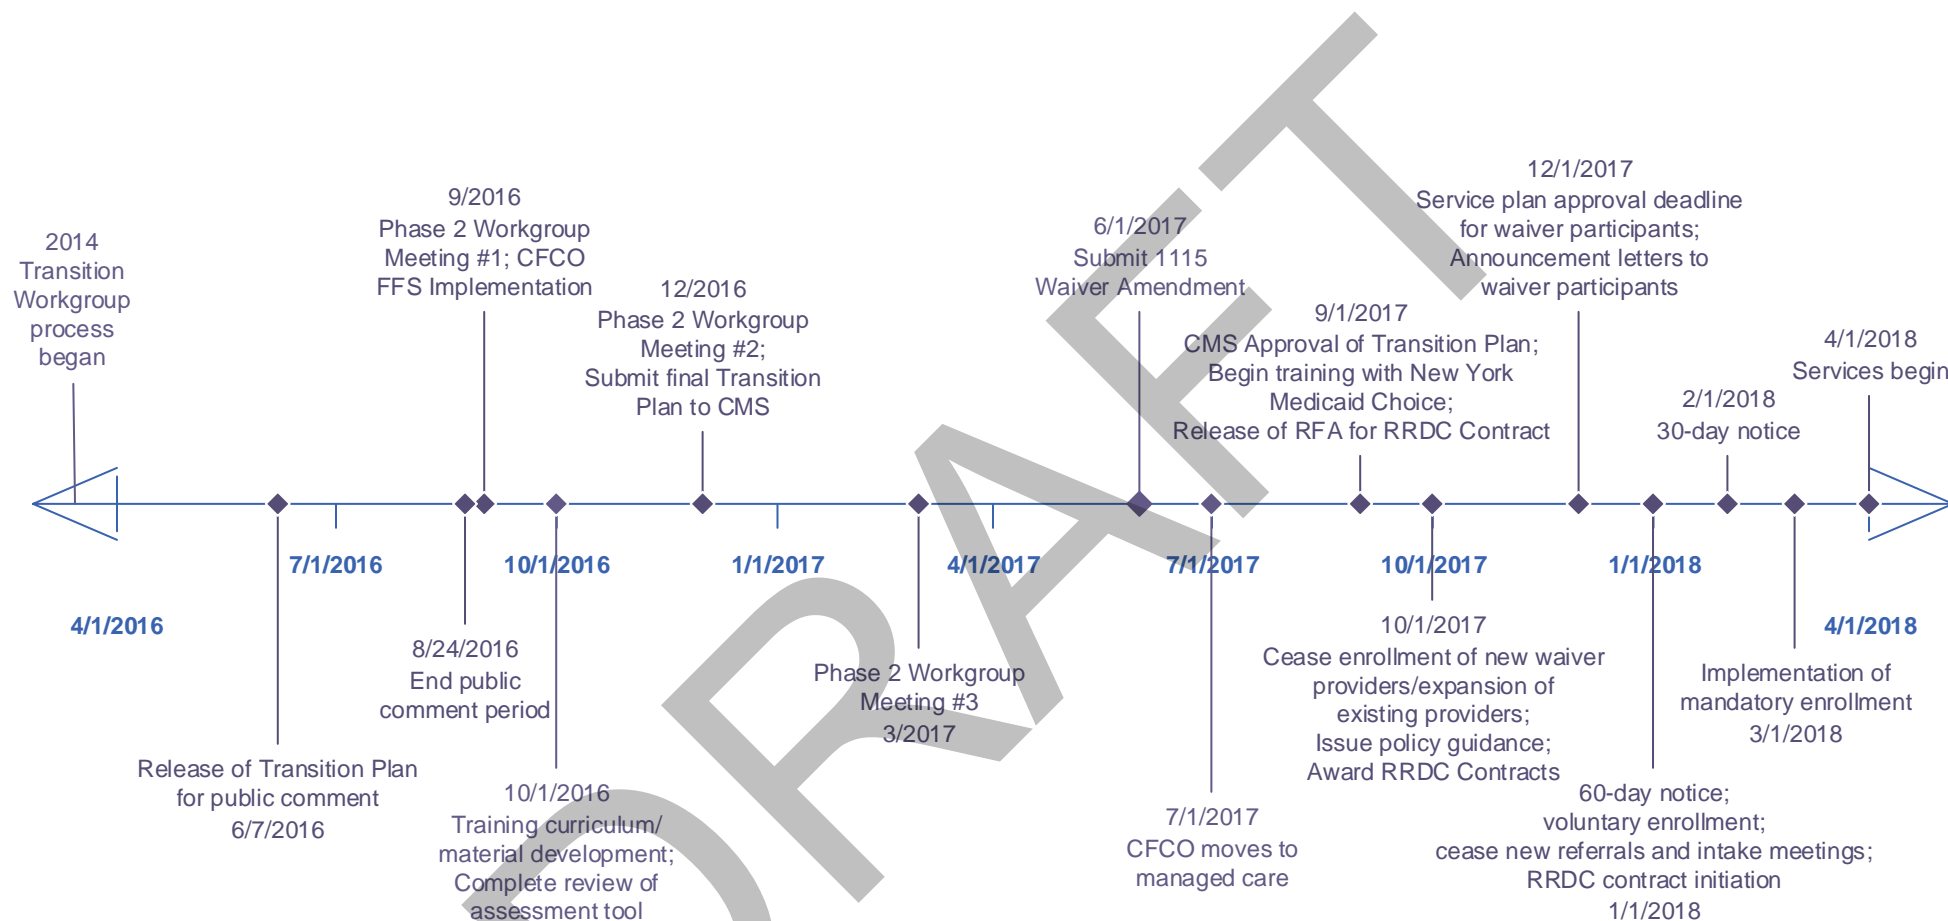 2014
Transition
Workgroup
process
began
9/2016
Phase 2 Workgroup
Meeting #1; CFCO
FFS Implementation
12/2016
Phase 2 Workgroup
Meeting #2;
Submit final Transition
Plan to CMS
6/1/2017
Submit 1115
Waiver Amendment
9/1/2017
CMS Approval of Transition Plan;
Begin training with New York
Medicaid Choice;
Release of RFA for RRDC Contract
12/1/2017
Service plan approval deadline
for waiver participants;
Announcement letters to
waiver participants
2/1/2018
30-day notice
4/1/2018
Services begin
4/1/2016
7/1/2016
10/1/2016
1/1/2017
4/1/2017
7/1/2017
10/1/2017
1/1/2018
4/1/2018
Release of Transition Plan
for public comment
6/7/2016
8/24/2016
End public
comment period
10/1/2016
Training curriculum/
material development;
Complete review of
assessment tool
Phase 2 Workgroup
Meeting #3
3/2017
7/1/2017
CFCO moves to
managed care
10/1/2017
Cease enrollment of new waiver
providers/expansion of
existing providers;
Issue policy guidance;
Award RRDC Contracts
60-day notice;
voluntary enrollment;
cease new referrals and intake meetings;
RRDC contract initiation
1/1/2018
Implementation of
mandatory enrollment
3/1/2018
DRAFT